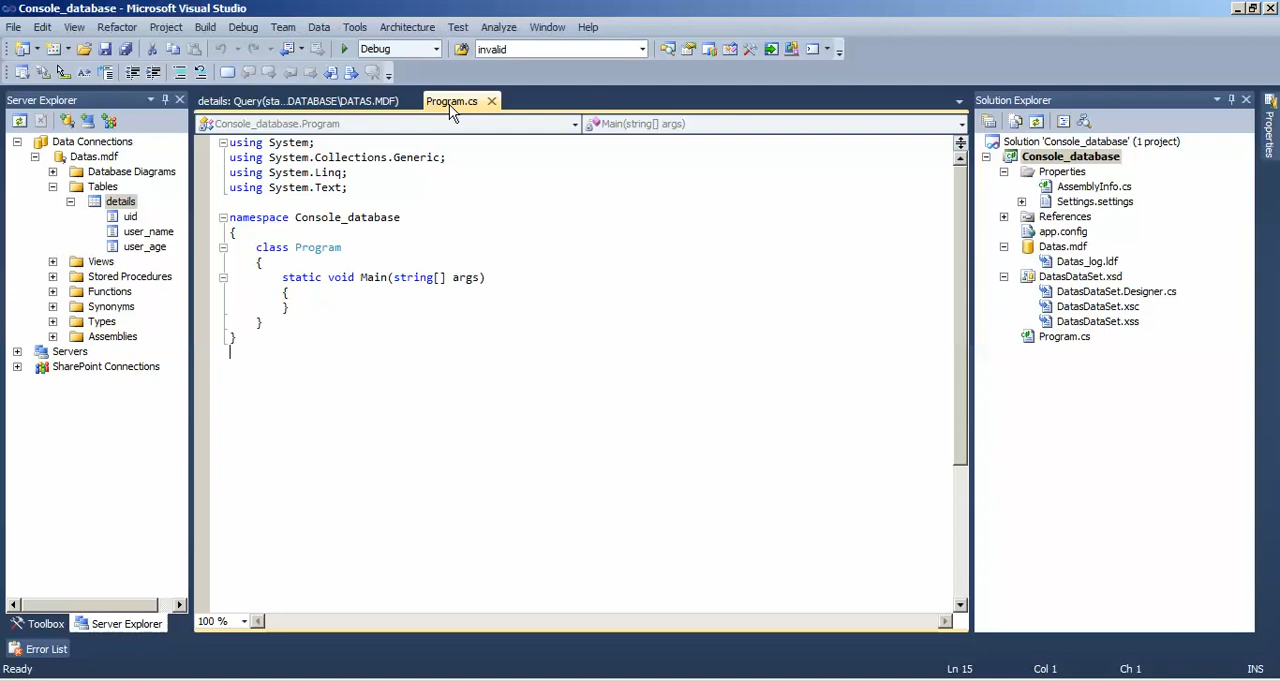 Console_database - Microsoft Visual Studio
File Edit View Refactor Project Build Debug Team Data Tools Architecture Test Analyze Window Help
Debug invalid
Server Explorer
Data Connections
Datas.mdf
Database Diagrams
Tables
details
uid
user_name
user_age
Views
Stored Procedures
Functions
Synonyms
Types
Assemblies
Servers
SharePoint Connections
Toolbox Server Explorer
details: Query(sta...DATABASE\DATAS.MDF) Program.cs
Console_database.Program Main(string[] args)
using System;
using System.Collections.Generic;
using System.Linq;
using System.Text;
namespace Console_database
{
class Program
{
static void Main(string[] args)
{
}
}
}
100 %
Solution Explorer
Solution 'Console_database' (1 project)
Console_database
Properties
AssemblyInfo.cs
Settings.settings
References
app.config
Datas.mdf
Datas_log.ldf
DatasDataSet.xsd
DatasDataSet.Designer.cs
DatasDataSet.xsc
DatasDataSet.xss
Program.cs
Properties
Error List
Ready Ln 15 Col 1 Ch 1 INS